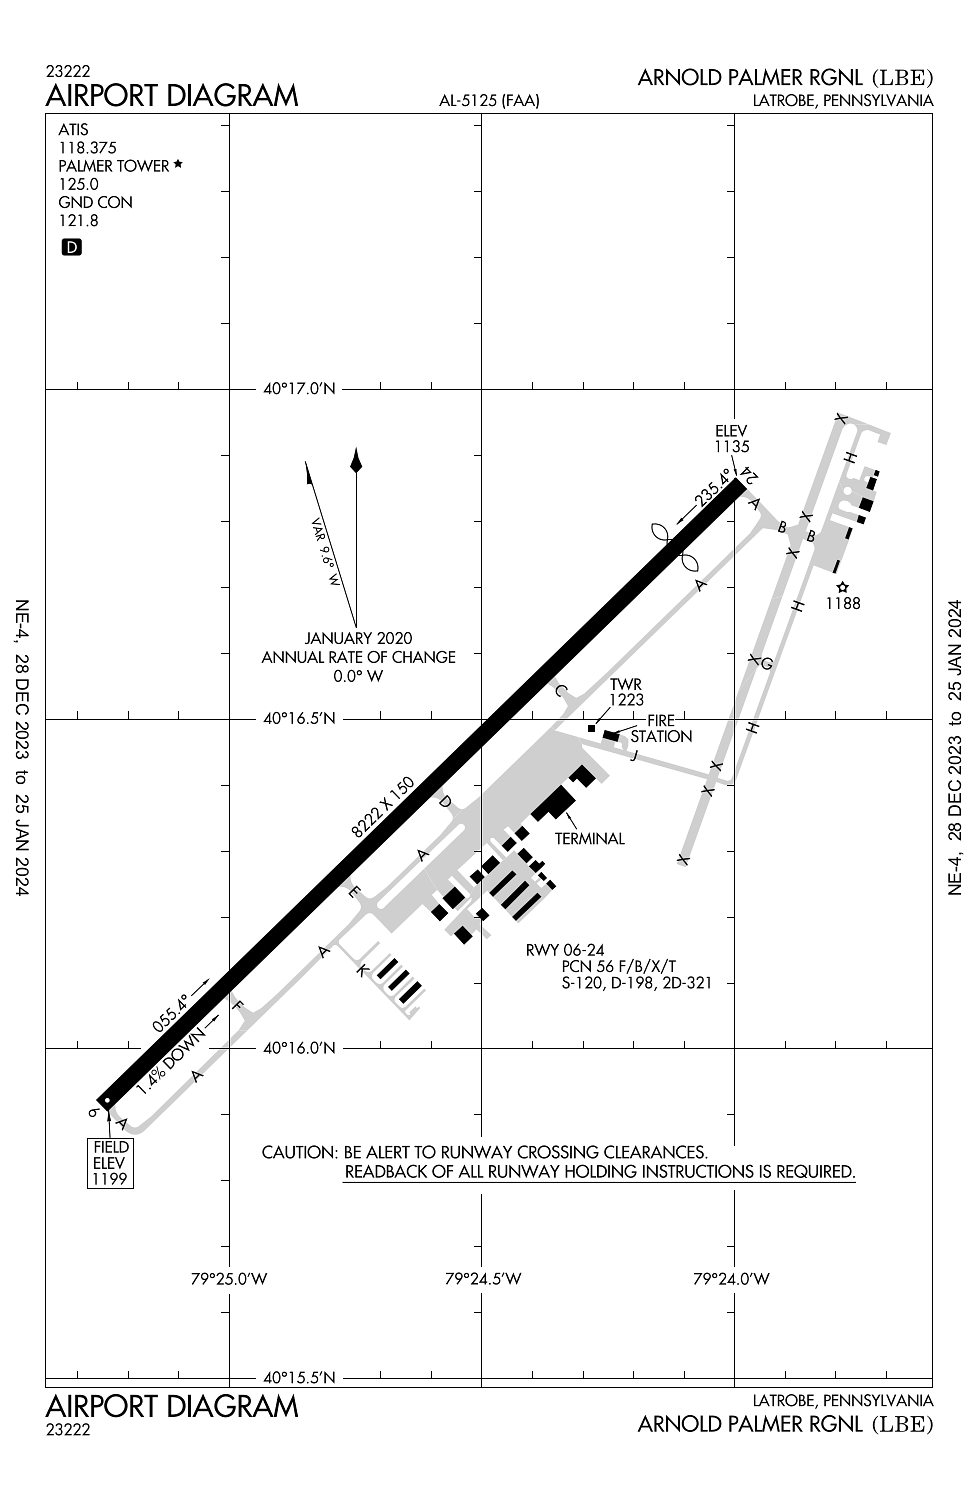 23222
AIRPORT DIAGRAM
AL-5125 (FAA)
ARNOLD PALMER RGNL (LBE)
LATROBE, PENNSYLVANIA
ATIS
118.375
PALMER TOWER ★
125.0
GND CON
121.8
D
40°17.0'N
ELEV
1135
24
235.4°
X
H
A
B
X
B
X
A
H
1188
VAR 9.6° W
JANUARY 2020
ANNUAL RATE OF CHANGE
0.0° W
X G
C
TWR
1223
40°16.5'N
FIRE
STATION
H
J
X
X
8222 X 150
D
TERMINAL
A
X
E
A
K
RWY 06-24
PCN 56 F/B/X/T
S-120, D-198, 2D-321
055.4°
F
1.4% DOWN
40°16.0'N
A
6
A
FIELD
ELEV
1199
CAUTION: BE ALERT TO RUNWAY CROSSING CLEARANCES.
READBACK OF ALL RUNWAY HOLDING INSTRUCTIONS IS REQUIRED.
79°25.0'W
79°24.5'W
79°24.0'W
40°15.5'N
AIRPORT DIAGRAM
23222
LATROBE, PENNSYLVANIA
ARNOLD PALMER RGNL (LBE)
NE-4, 28 DEC 2023 to 25 JAN 2024
NE-4, 28 DEC 2023 to 25 JAN 2024